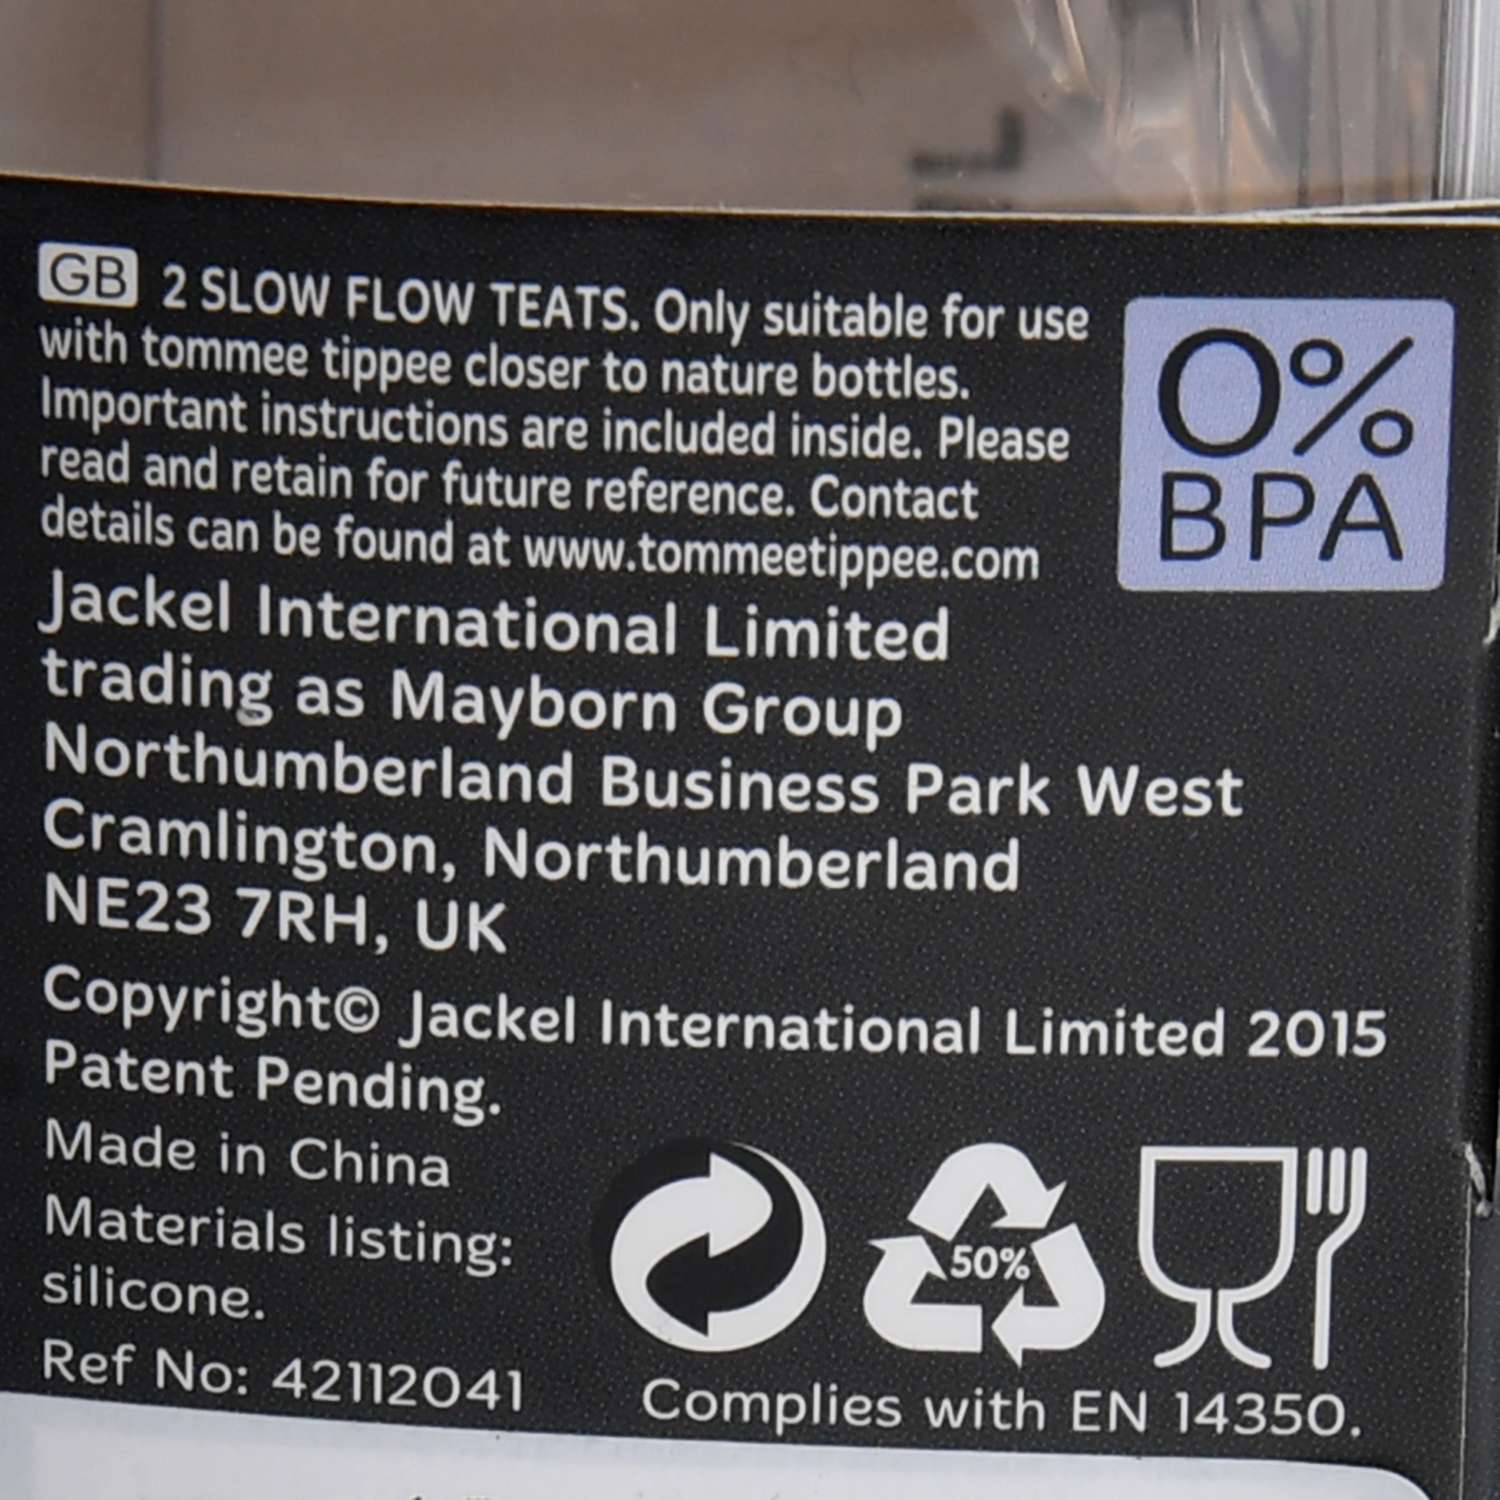 GB 2 SLOW FLOW TEATS. Only suitable for use
with tommee tippee closer to nature bottles.
Important instructions are included inside. Please
read and retain for future reference. Contact
details can be found at www.tommeetippee.com
0%
BPA
Jackel International Limited
trading as Mayborn Group
Northumberland Business Park West
Cramlington, Northumberland
NE23 7RH, UK
Copyright© Jackel International Limited 2015
Patent Pending.
Made in China
Materials listing:
silicone.
Ref No: 42112041
50%
Complies with EN 14350.